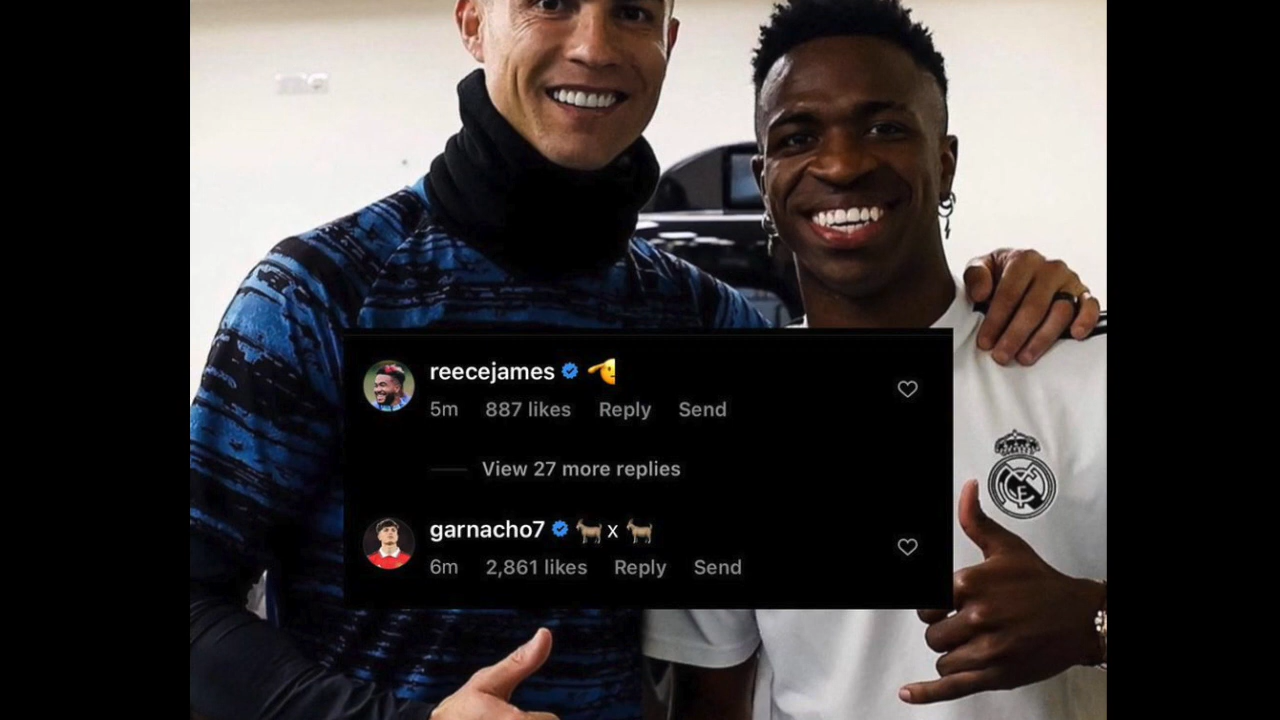 reecejames 🫡
5m 887 likes Reply Send
View 27 more replies
garnacho7 🐐 x 🐐
6m 2,861 likes Reply Send